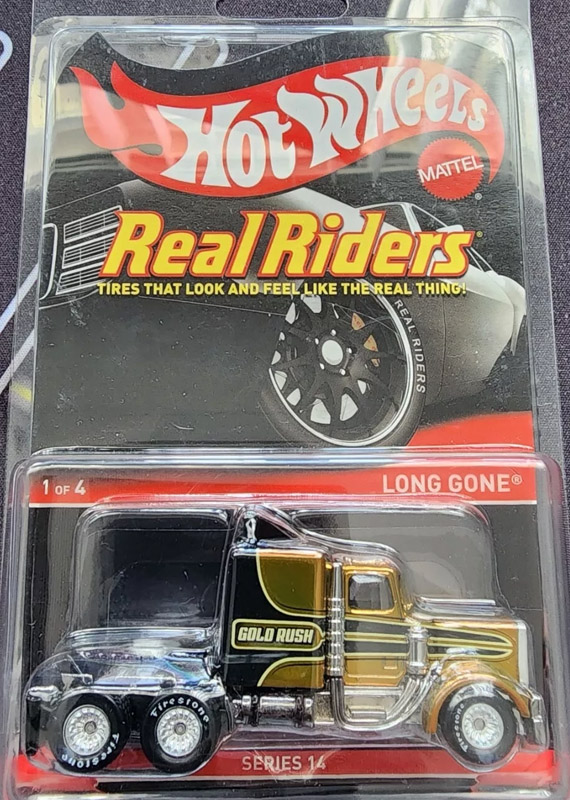 Hot Wheels
MATTEL
Real Riders
TIRES THAT LOOK AND FEEL LIKE THE REAL THING!
REAL RIDERS
1 OF 4
LONG GONE®
GOLD RUSH
Firestone
Firestone
Firestone
SERIES 14